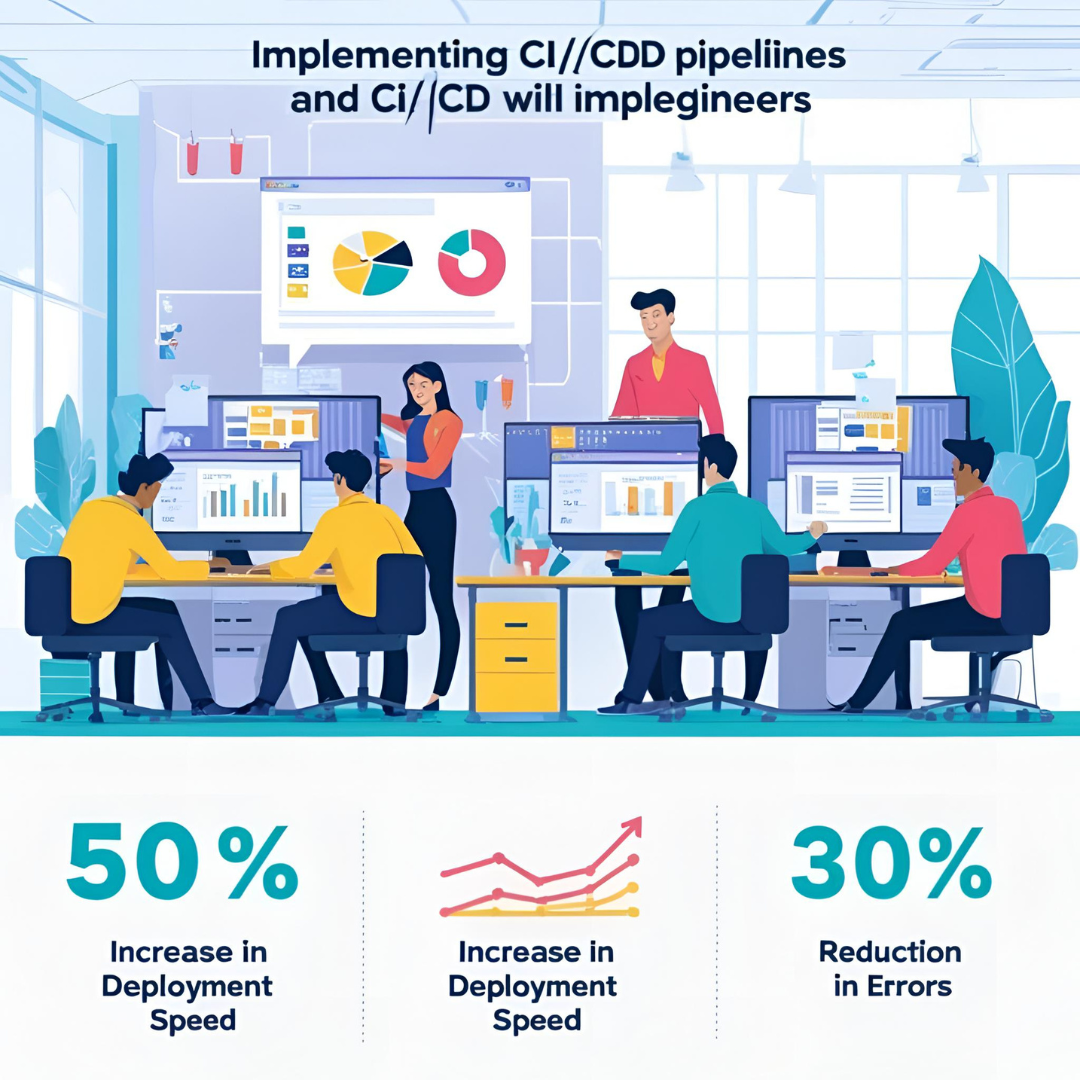 Implementing CI//CDD pipeliines
and Ci/|CD will implegineers
50%
Increase in
Deployment
Speed
Increase in
Deployment
Speed
30%
Reduction
in Errors